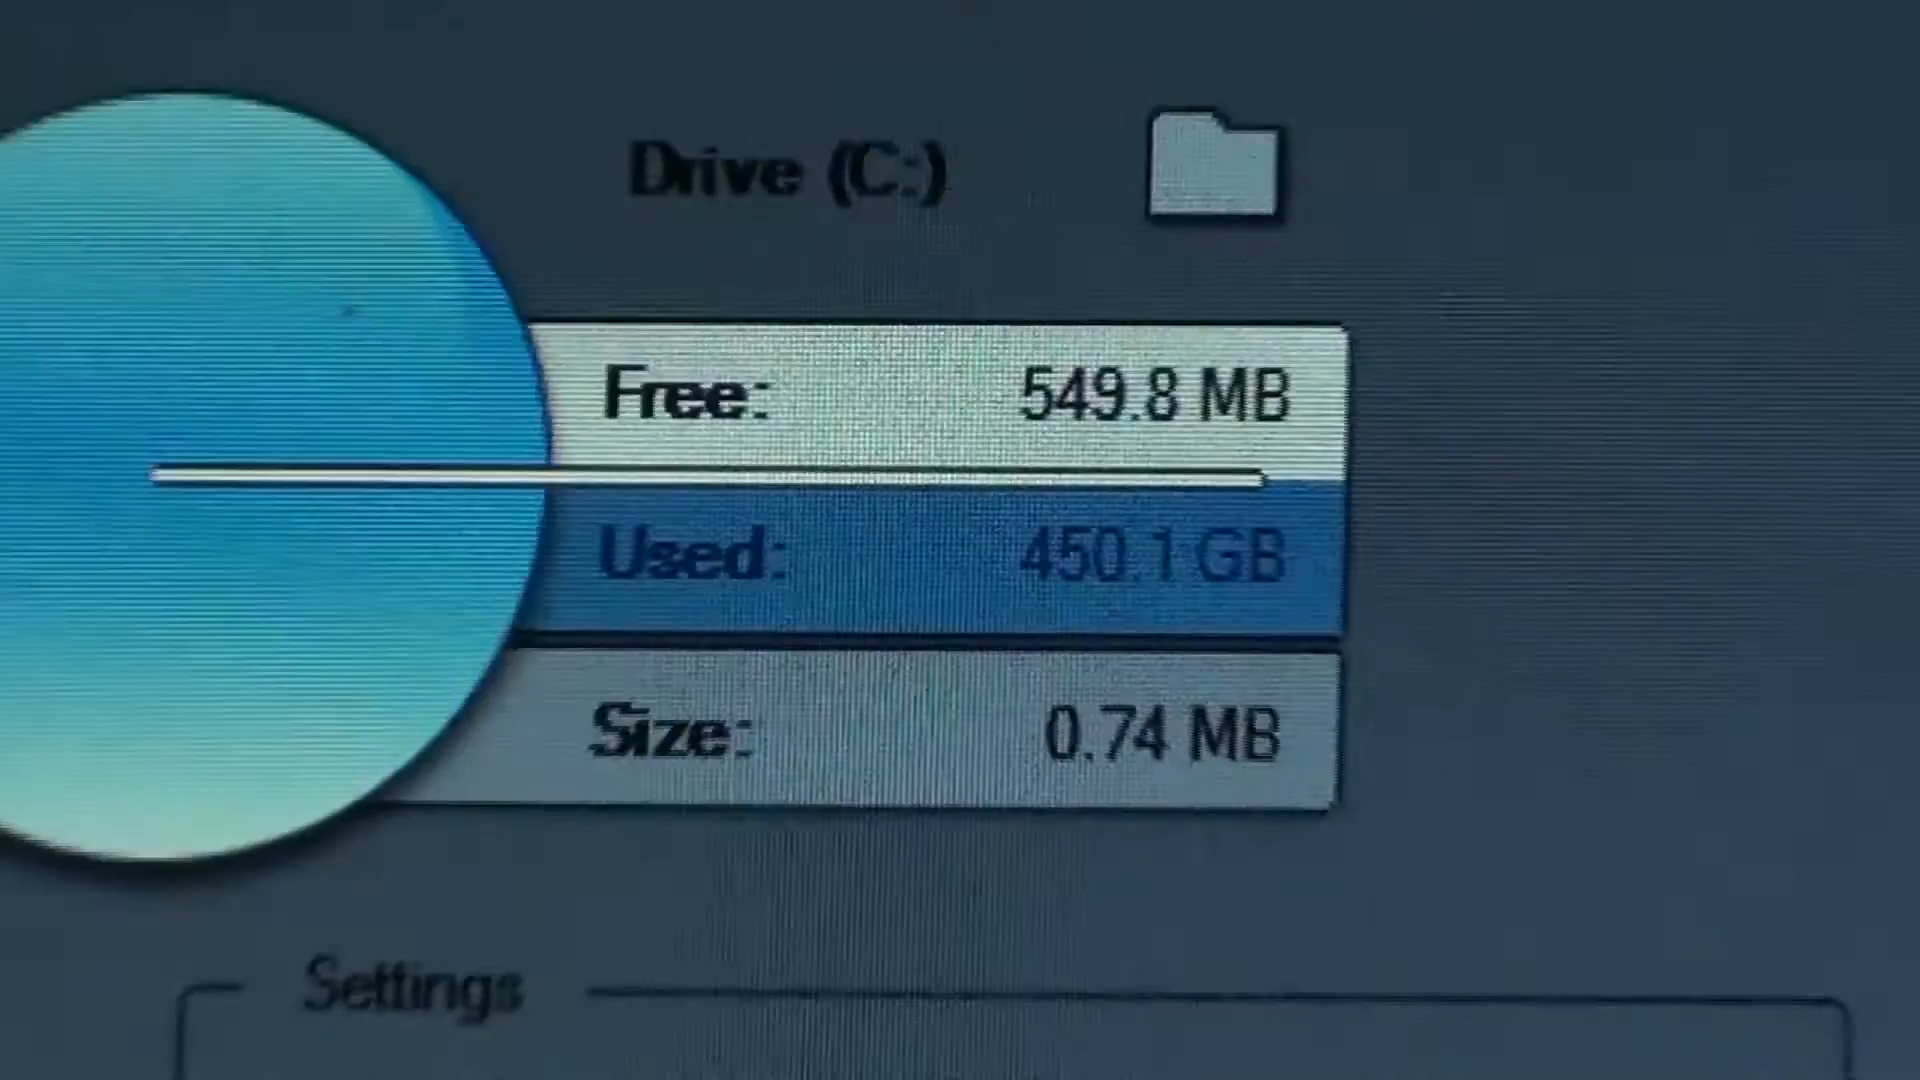 Drive (C:)
Free: 549.8 MB
Used: 450.1 GB
Size: 0.74 MB
Settings